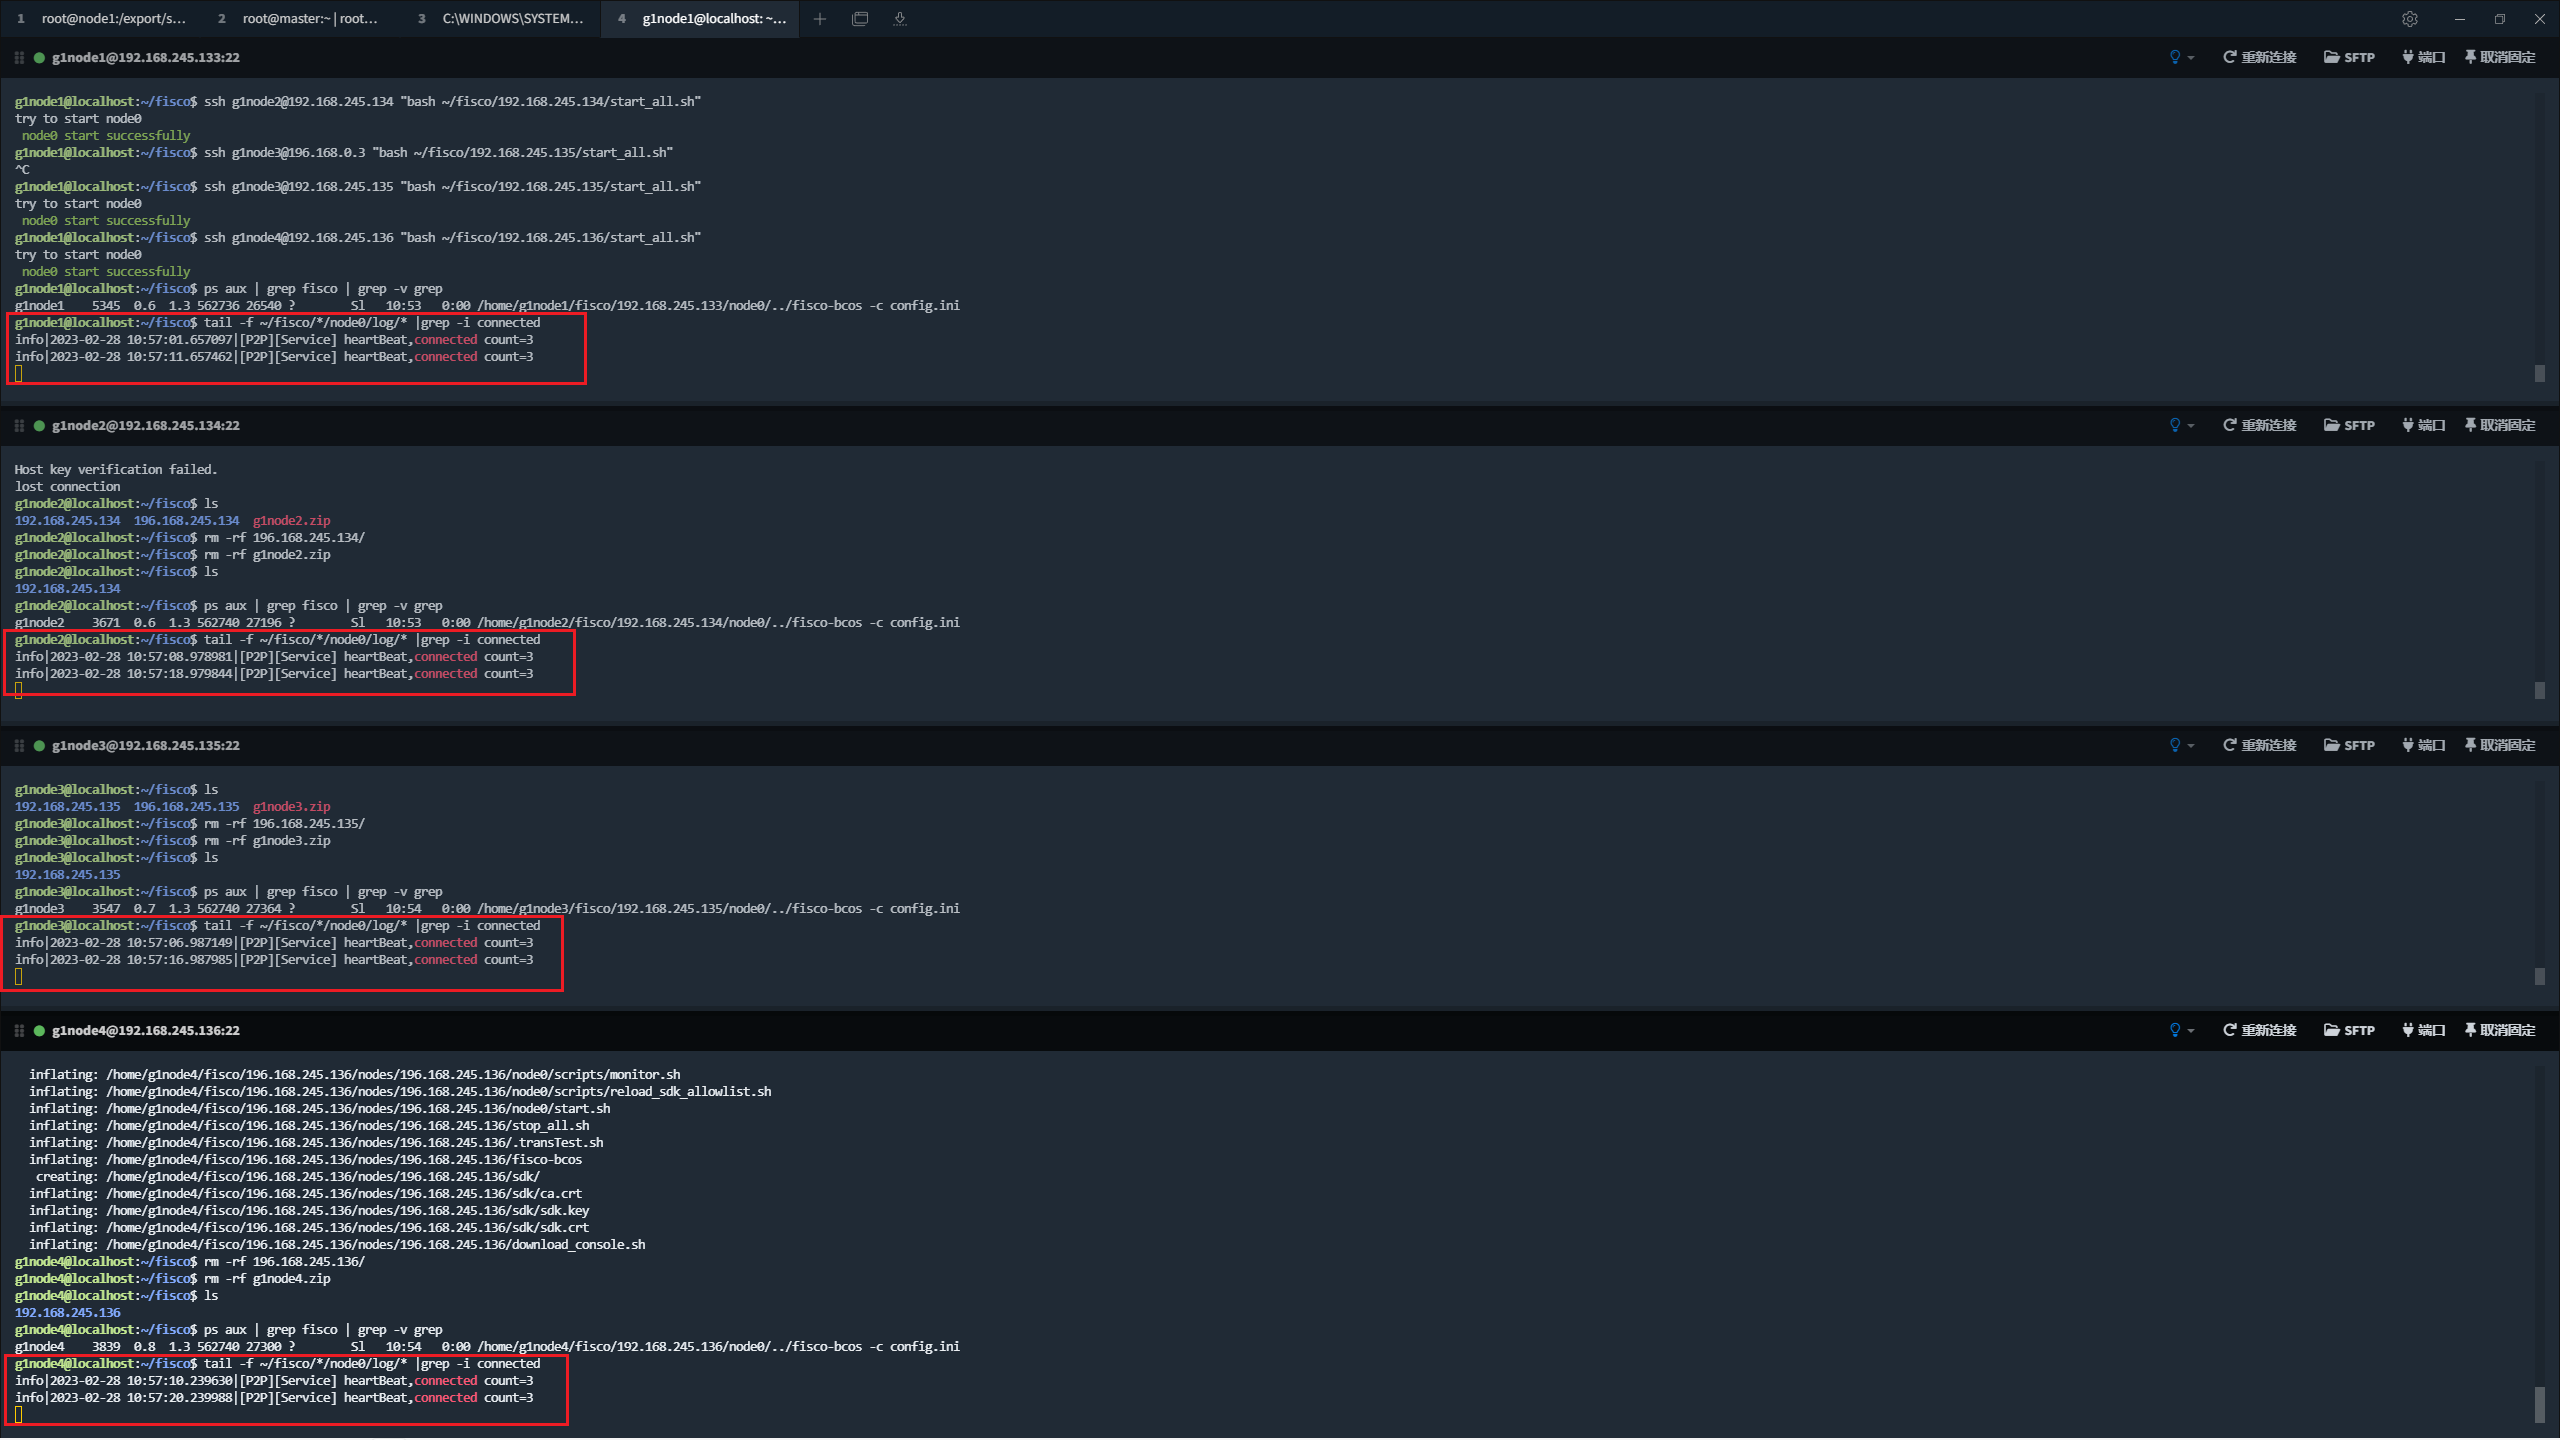 1 root@node1:/export/s... 2 root@master:~ | root... 3 C:\WINDOWS\SYSTEM... 4 g1node1@localhost: ~...
g1node1@192.168.245.133:22 重新连接 SFTP 端口 取消固定
g1node1@localhost:~/fisco$ ssh g1node2@192.168.245.134 "bash ~/fisco/192.168.245.134/start_all.sh"
try to start node0
node0 start successfully
g1node1@localhost:~/fisco$ ssh g1node3@196.168.0.3 "bash ~/fisco/192.168.245.135/start_all.sh"
^C
g1node1@localhost:~/fisco$ ssh g1node3@192.168.245.135 "bash ~/fisco/192.168.245.135/start_all.sh"
try to start node0
node0 start successfully
g1node1@localhost:~/fisco$ ssh g1node4@192.168.245.136 "bash ~/fisco/192.168.245.136/start_all.sh"
try to start node0
node0 start successfully
g1node1@localhost:~/fisco$ ps aux | grep fisco | grep -v grep
g1node1 5345 0.6 1.3 562736 26540 ? Sl 10:53 0:00 /home/g1node1/fisco/192.168.245.133/node0/../fisco-bcos -c config.ini
g1node1@localhost:~/fisco$ tail -f ~/fisco/*/node0/log/* |grep -i connected
info|2023-02-28 10:57:01.657097|[P2P][Service] heartBeat,connected count=3
info|2023-02-28 10:57:11.657462|[P2P][Service] heartBeat,connected count=3
g1node2@192.168.245.134:22 重新连接 SFTP 端口 取消固定
Host key verification failed.
lost connection
g1node2@localhost:~/fisco$ ls
192.168.245.134 196.168.245.134 g1node2.zip
g1node2@localhost:~/fisco$ rm -rf 196.168.245.134/
g1node2@localhost:~/fisco$ rm -rf g1node2.zip
g1node2@localhost:~/fisco$ ls
192.168.245.134
g1node2@localhost:~/fisco$ ps aux | grep fisco | grep -v grep
g1node2 3671 0.6 1.3 562740 27196 ? Sl 10:53 0:00 /home/g1node2/fisco/192.168.245.134/node0/../fisco-bcos -c config.ini
g1node2@localhost:~/fisco$ tail -f ~/fisco/*/node0/log/* |grep -i connected
info|2023-02-28 10:57:08.978981|[P2P][Service] heartBeat,connected count=3
info|2023-02-28 10:57:18.979844|[P2P][Service] heartBeat,connected count=3
g1node3@192.168.245.135:22 重新连接 SFTP 端口 取消固定
g1node3@localhost:~/fisco$ ls
192.168.245.135 196.168.245.135 g1node3.zip
g1node3@localhost:~/fisco$ rm -rf 196.168.245.135/
g1node3@localhost:~/fisco$ rm -rf g1node3.zip
g1node3@localhost:~/fisco$ ls
192.168.245.135
g1node3@localhost:~/fisco$ ps aux | grep fisco | grep -v grep
g1node3 3547 0.7 1.3 562740 27364 ? Sl 10:54 0:00 /home/g1node3/fisco/192.168.245.135/node0/../fisco-bcos -c config.ini
g1node3@localhost:~/fisco$ tail -f ~/fisco/*/node0/log/* |grep -i connected
info|2023-02-28 10:57:06.987149|[P2P][Service] heartBeat,connected count=3
info|2023-02-28 10:57:16.987985|[P2P][Service] heartBeat,connected count=3
g1node4@192.168.245.136:22 重新连接 SFTP 端口 取消固定
inflating: /home/g1node4/fisco/196.168.245.136/nodes/196.168.245.136/node0/scripts/monitor.sh
inflating: /home/g1node4/fisco/196.168.245.136/nodes/196.168.245.136/node0/scripts/reload_sdk_allowlist.sh
inflating: /home/g1node4/fisco/196.168.245.136/nodes/196.168.245.136/node0/start.sh
inflating: /home/g1node4/fisco/196.168.245.136/nodes/196.168.245.136/stop_all.sh
inflating: /home/g1node4/fisco/196.168.245.136/nodes/196.168.245.136/.transTest.sh
inflating: /home/g1node4/fisco/196.168.245.136/nodes/196.168.245.136/fisco-bcos
creating: /home/g1node4/fisco/196.168.245.136/nodes/196.168.245.136/sdk/
inflating: /home/g1node4/fisco/196.168.245.136/nodes/196.168.245.136/sdk/ca.crt
inflating: /home/g1node4/fisco/196.168.245.136/nodes/196.168.245.136/sdk/sdk.key
inflating: /home/g1node4/fisco/196.168.245.136/nodes/196.168.245.136/sdk/sdk.crt
inflating: /home/g1node4/fisco/196.168.245.136/nodes/196.168.245.136/download_console.sh
g1node4@localhost:~/fisco$ rm -rf 196.168.245.136/
g1node4@localhost:~/fisco$ rm -rf g1node4.zip
g1node4@localhost:~/fisco$ ls
192.168.245.136
g1node4@localhost:~/fisco$ ps aux | grep fisco | grep -v grep
g1node4 3839 0.8 1.3 562740 27300 ? Sl 10:54 0:00 /home/g1node4/fisco/192.168.245.136/node0/../fisco-bcos -c config.ini
g1node4@localhost:~/fisco$ tail -f ~/fisco/*/node0/log/* |grep -i connected
info|2023-02-28 10:57:10.239630|[P2P][Service] heartBeat,connected count=3
info|2023-02-28 10:57:20.239988|[P2P][Service] heartBeat,connected count=3